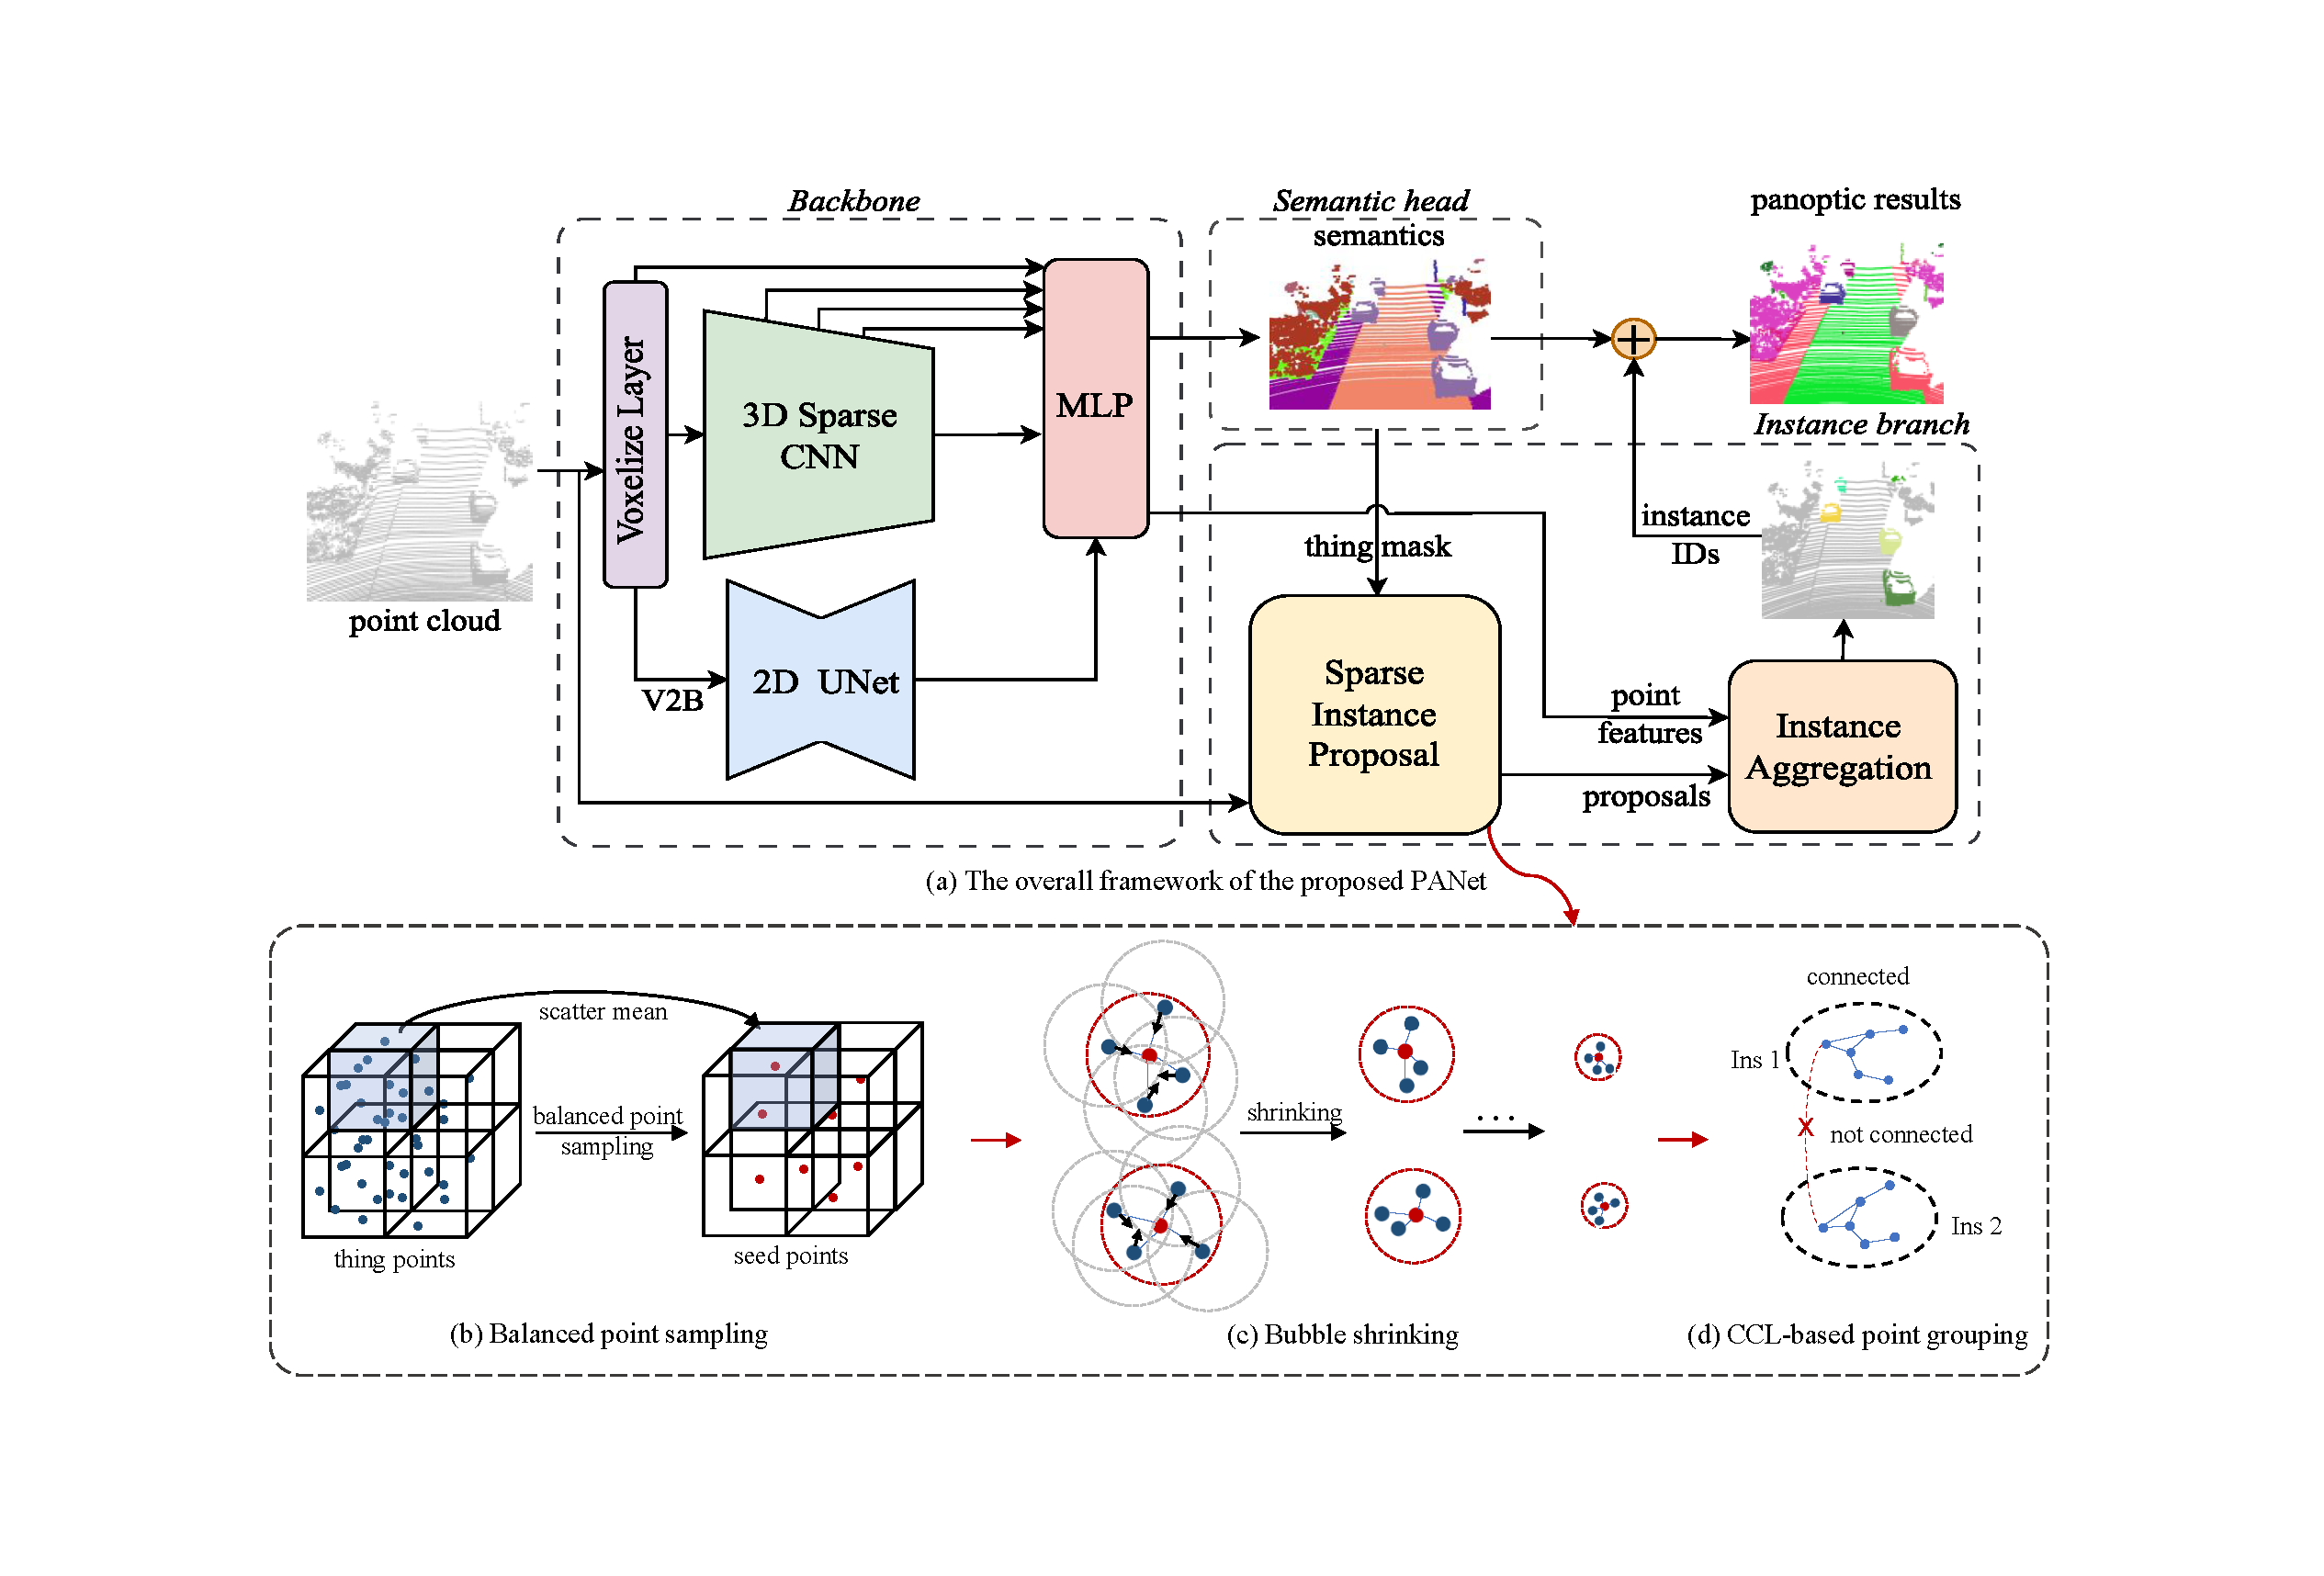 Backbone
Semantic head
semantics
panoptic results
Voxelize Layer
3D Sparse
CNN
MLP
point cloud
V2B
2D UNet
Instance branch
thing mask
instance
IDs
Sparse
Instance
Proposal
point
features
proposals
Instance
Aggregation
(a) The overall framework of the proposed PANet
scatter mean
balanced point
sampling
thing points
seed points
(b) Balanced point sampling
shrinking
...
(c) Bubble shrinking
connected
Ins 1
X
not connected
Ins 2
(d) CCL-based point grouping